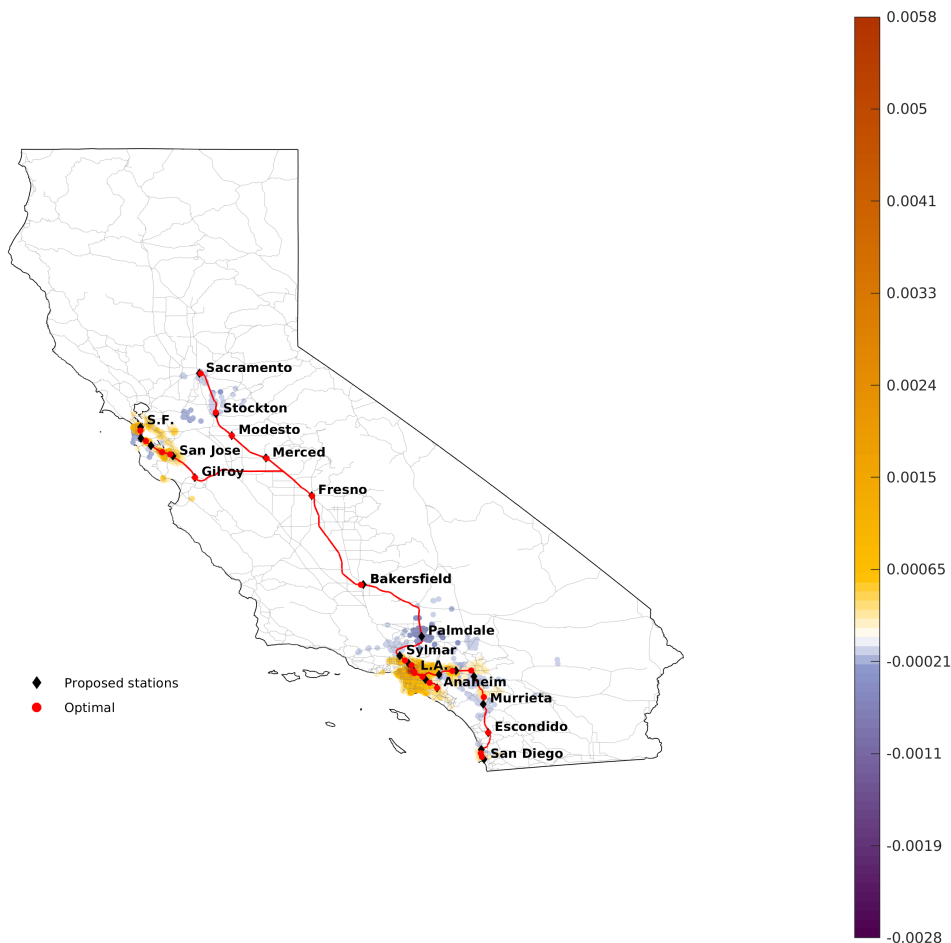 0.0058
0.005
0.0041
0.0033
0.0024
0.0015
0.00065
-0.00021
-0.0011
-0.0019
-0.0028
Sacramento
Stockton
S.F.
Modesto
San Jose
Merced
Gilroy
Fresno
Bakersfield
Palmdale
Sylmar
L.A.
Anaheim
Murrieta
Escondido
San Diego
Proposed stations
Optimal